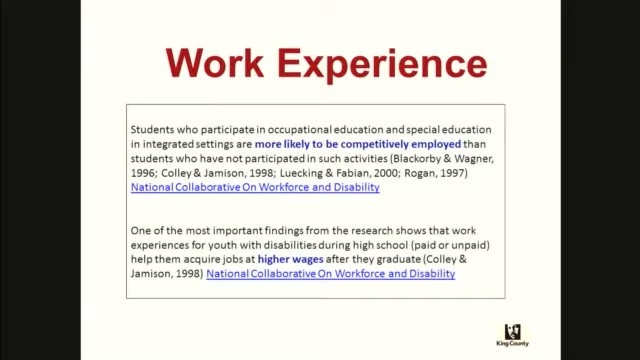 Work Experience
Students who participate in occupational education and special education
in integrated settings are more likely to be competitively employed than
students who have not participated in such activities (Blackorby & Wagner,
1996; Colley & Jamison, 1998; Luecking & Fabian, 2000; Rogan, 1997)
National Collaborative On Workforce and Disability
One of the most important findings from the research shows that work
experiences for youth with disabilities during high school (paid or unpaid)
help them acquire jobs at higher wages after they graduate (Colley &
Jamison, 1998) National Collaborative On Workforce and Disability
King County